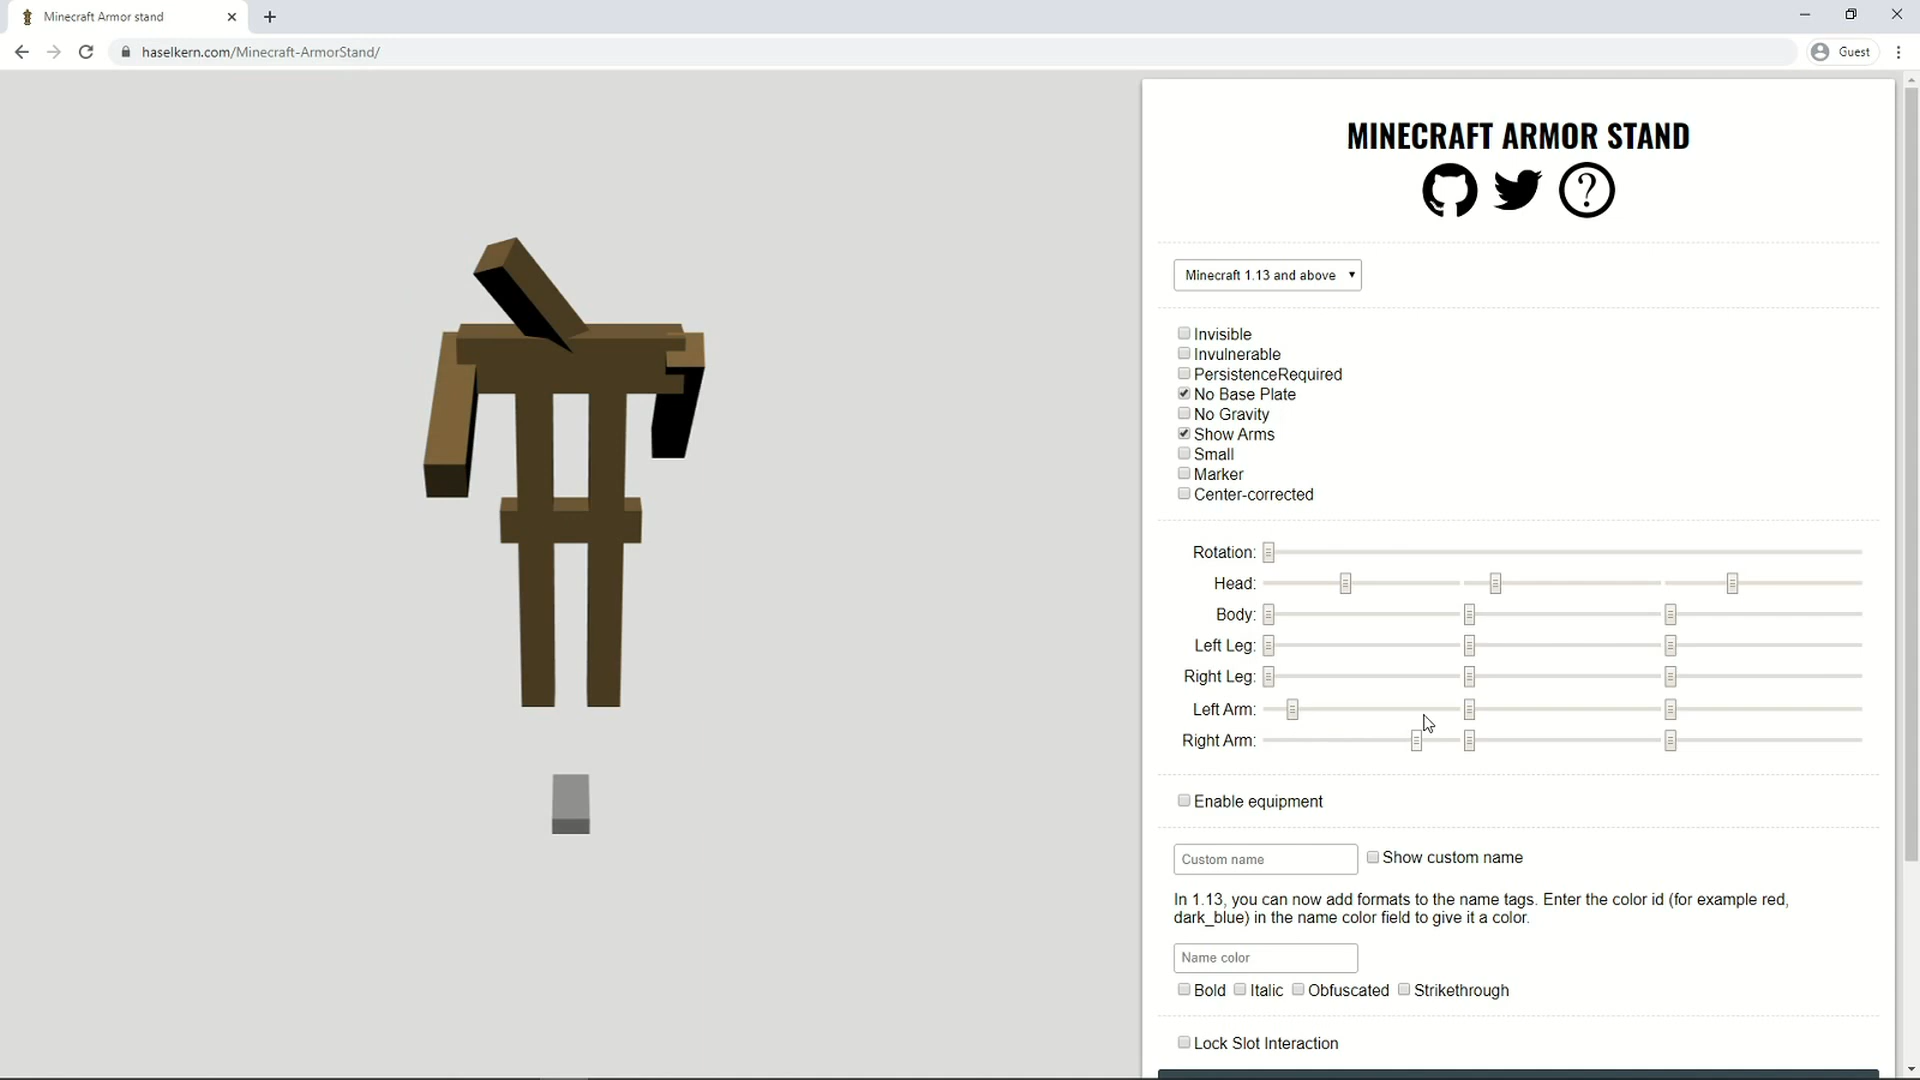 Minecraft Armor stand
haselkern.com/Minecraft-ArmorStand/
Guest
MINECRAFT ARMOR STAND
?
Minecraft 1.13 and above
Invisible
Invulnerable
PersistenceRequired
No Base Plate
No Gravity
Show Arms
Small
Marker
Center-corrected
Rotation:
Head:
Body:
Left Leg:
Right Leg:
Left Arm:
Right Arm:
Enable equipment
Custom name Show custom name
In 1.13, you can now add formats to the name tags. Enter the color id (for example red,
dark_blue) in the name color field to give it a color.
Name color
Bold Italic Obfuscated Strikethrough
Lock Slot Interaction